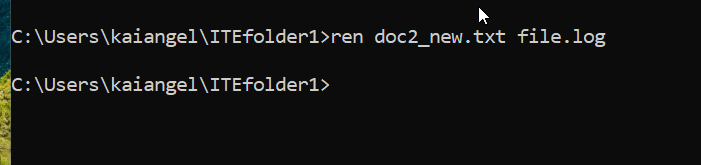 C:\Users\kaiangel\ITEfolder1>ren doc2_new.txt file.log
C:\Users\kaiangel\ITEfolder1>